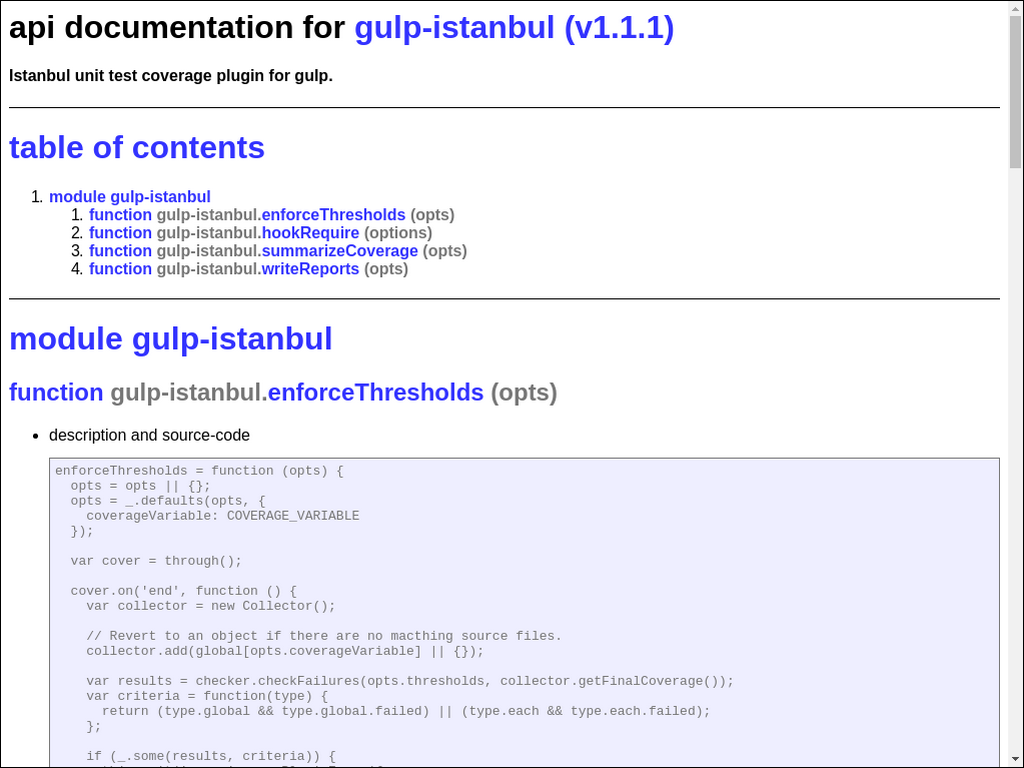 api documentation for gulp-istanbul (v1.1.1)
Istanbul unit test coverage plugin for gulp.
table of contents
1. module gulp-istanbul
1. function gulp-istanbul.enforceThresholds (opts)
2. function gulp-istanbul.hookRequire (options)
3. function gulp-istanbul.summarizeCoverage (opts)
4. function gulp-istanbul.writeReports (opts)
module gulp-istanbul
function gulp-istanbul.enforceThresholds (opts)
• description and source-code
enforceThresholds = function (opts) {
  opts = opts || {};
  opts = _.defaults(opts, {
    coverageVariable: COVERAGE_VARIABLE
  });
  var cover = through();
  cover.on('end', function () {
    var collector = new Collector();
    // Revert to an object if there are no macthing source files.
    collector.add(global[opts.coverageVariable] || {});
    var results = checker.checkFailures(opts.thresholds, collector.getFinalCoverage());
    var criteria = function(type) {
      return (type.global && type.global.failed) || (type.each && type.each.failed);
    };
    if (_.some(results, criteria)) {